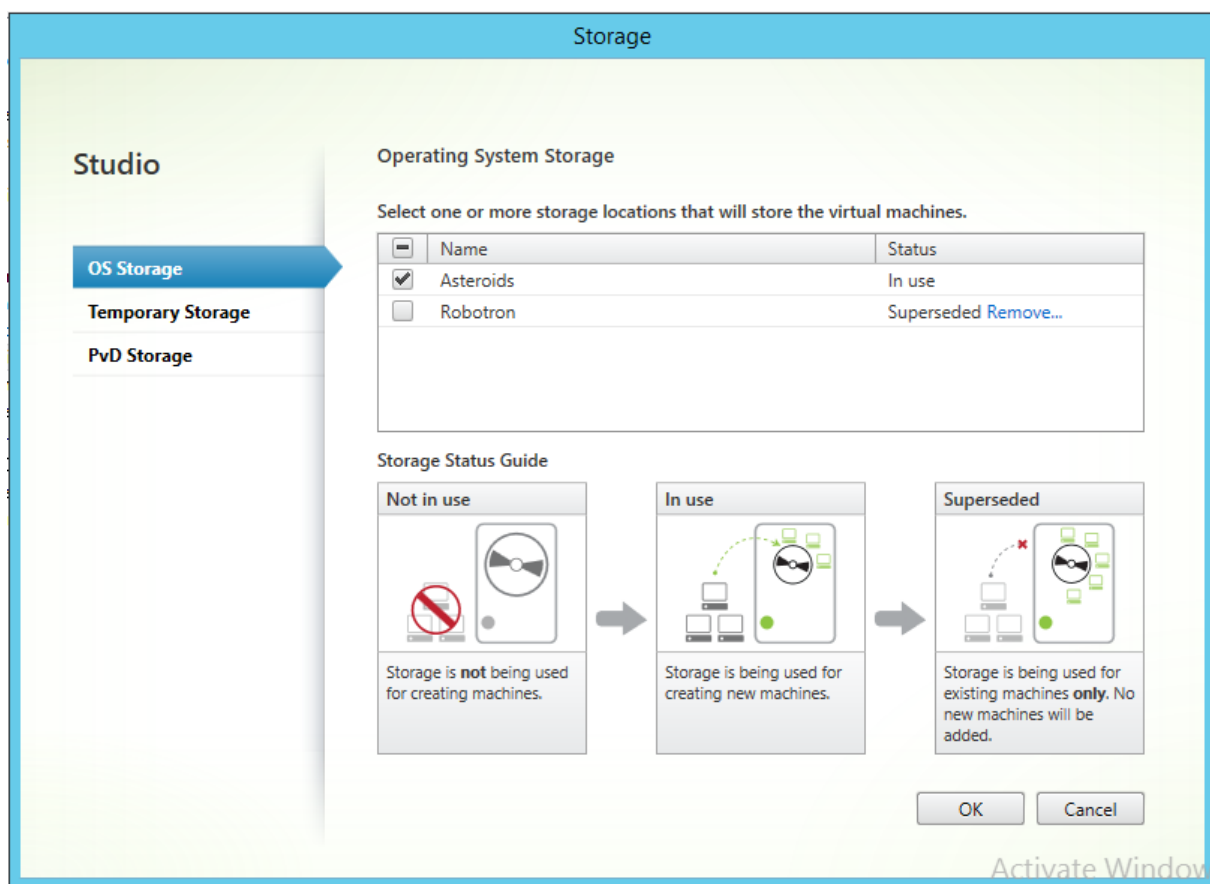 Storage
Studio
OS Storage
Temporary Storage
PvD Storage
Operating System Storage
Select one or more storage locations that will store the virtual machines.
Name Status
Asteroids In use
Robotron Superseded Remove...
Storage Status Guide
Not in use
Storage is not being used
for creating machines.
In use
Storage is being used for
creating new machines.
Superseded
Storage is being used for
existing machines only. No
new machines will be
added.
OK Cancel
Activate Window